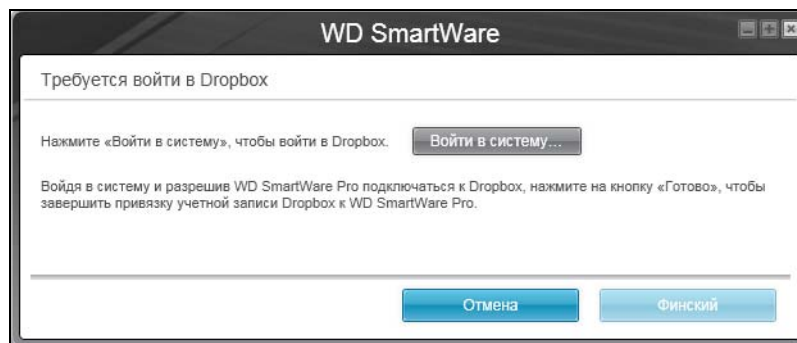 WD SmartWare
Требуется войти в Dropbox
Нажмите «Войти в систему», чтобы войти в Dropbox. Войти в систему...
Войдя в систему и разрешив WD SmartWare Pro подключаться к Dropbox, нажмите на кнопку «Готово», чтобы
завершить привязку учетной записи Dropbox к WD SmartWare Pro.
Отмена Финский